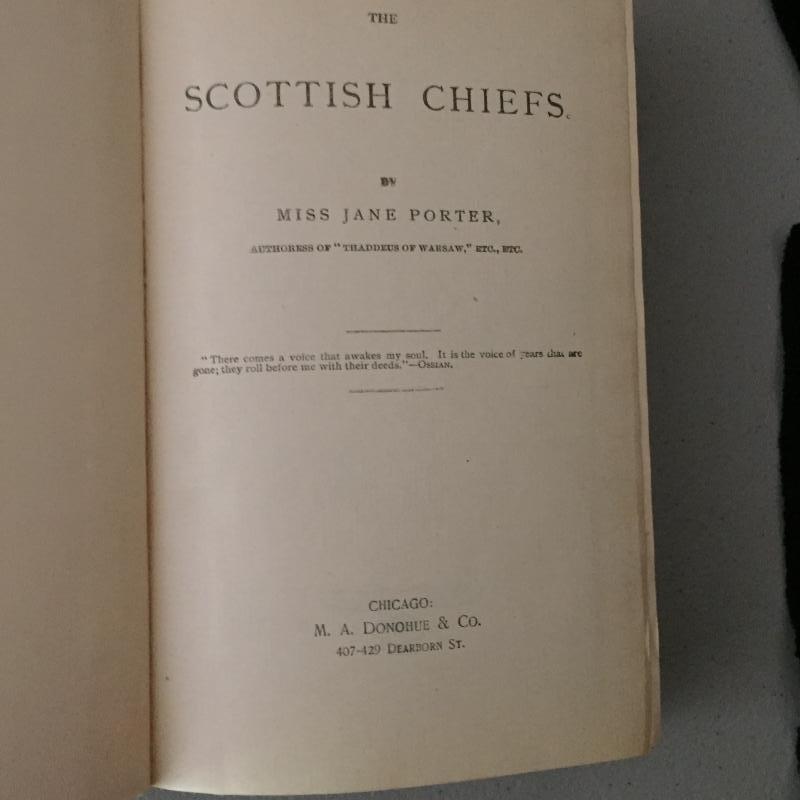 THE
SCOTTISH CHIEFS.
BY
MISS JANE PORTER,
AUTHORESS OF "THADDEUS OF WARSAW," ETC., ETC.
"There comes a voice that awakes my soul. It is the voice of years that are
gone; they roll before me with their deeds."—OSSIAN.
CHICAGO:
M. A. DONOHUE & CO.
407-429 DEARBORN ST.